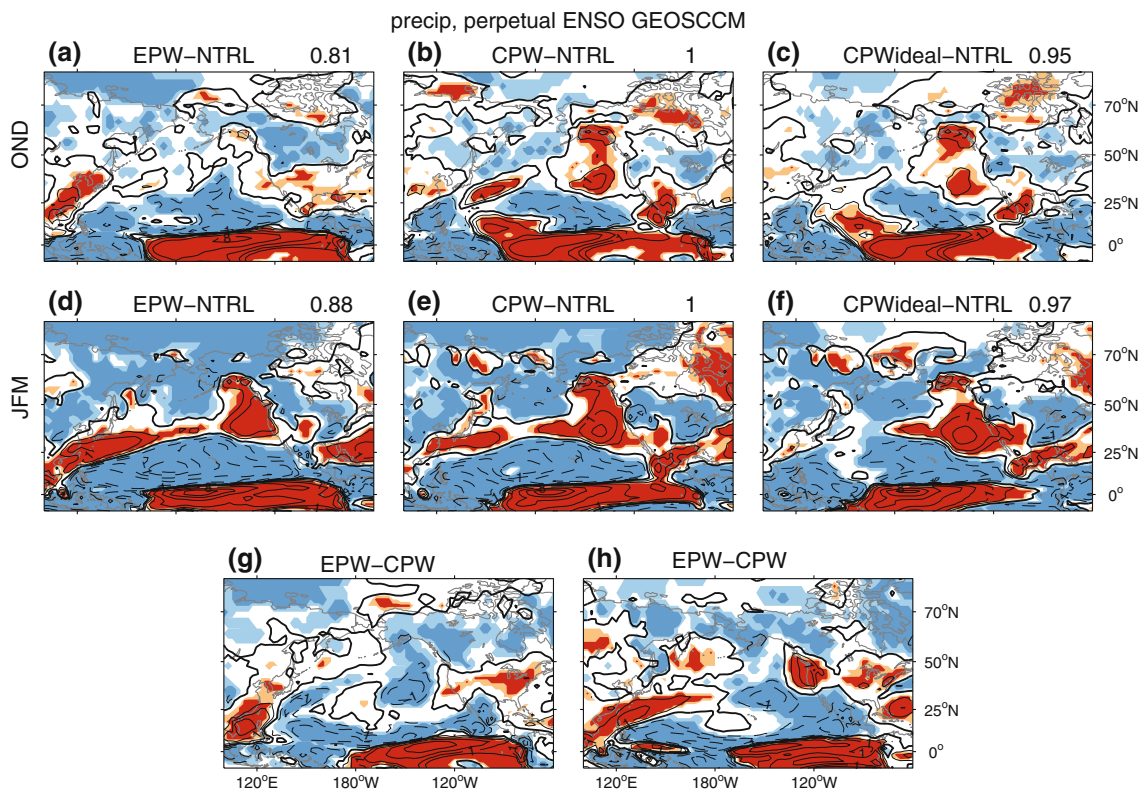 precip, perpetual ENSO GEOSCCM
(a) EPW−NTRL 0.81
(b) CPW−NTRL 1
(c) CPWideal−NTRL 0.95
OND
70°N
50°N
25°N
0°
(d) EPW−NTRL 0.88
(e) CPW−NTRL 1
(f) CPWideal−NTRL 0.97
JFM
70°N
50°N
25°N
0°
(g) EPW−CPW
(h) EPW−CPW
70°N
50°N
25°N
0°
120°E 180°W 120°W
120°E 180°W 120°W